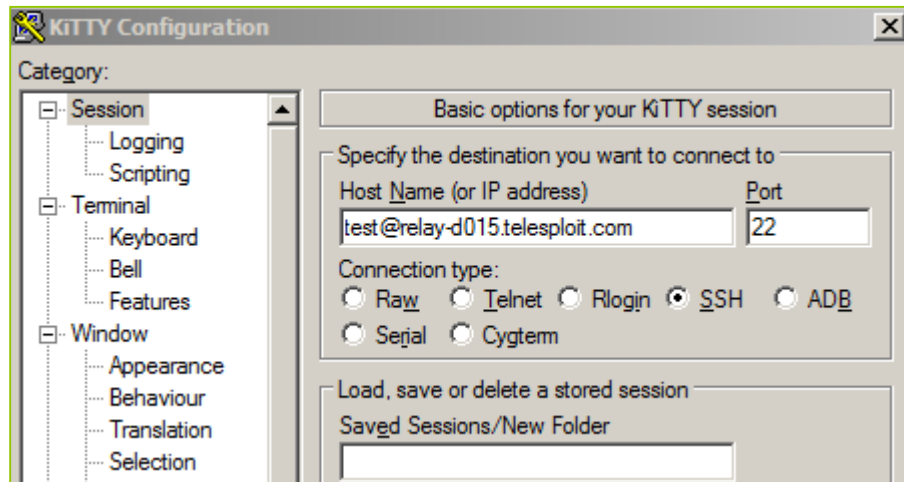 KiTTY Configuration
Category:
Session
Logging
Scripting
Terminal
Keyboard
Bell
Features
Window
Appearance
Behaviour
Translation
Selection
Basic options for your KiTTY session
Specify the destination you want to connect to
Host Name (or IP address) Port
test@relay-d015.telesploit.com 22
Connection type:
Raw Telnet Rlogin SSH ADB
Serial Cygterm
Load, save or delete a stored session
Saved Sessions/New Folder